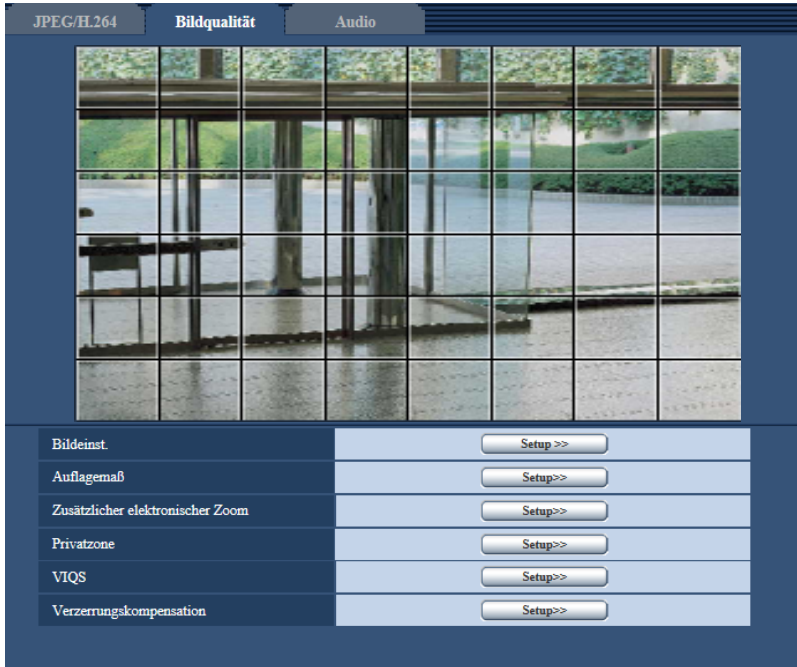 JPEG/H.264 Bildqualität Audio
Bildeinst. Setup >>
Auflagemaß Setup>>
Zusätzlicher elektronischer Zoom Setup>>
Privatzone Setup>>
VIQS Setup>>
Verzerrungskompensation Setup>>